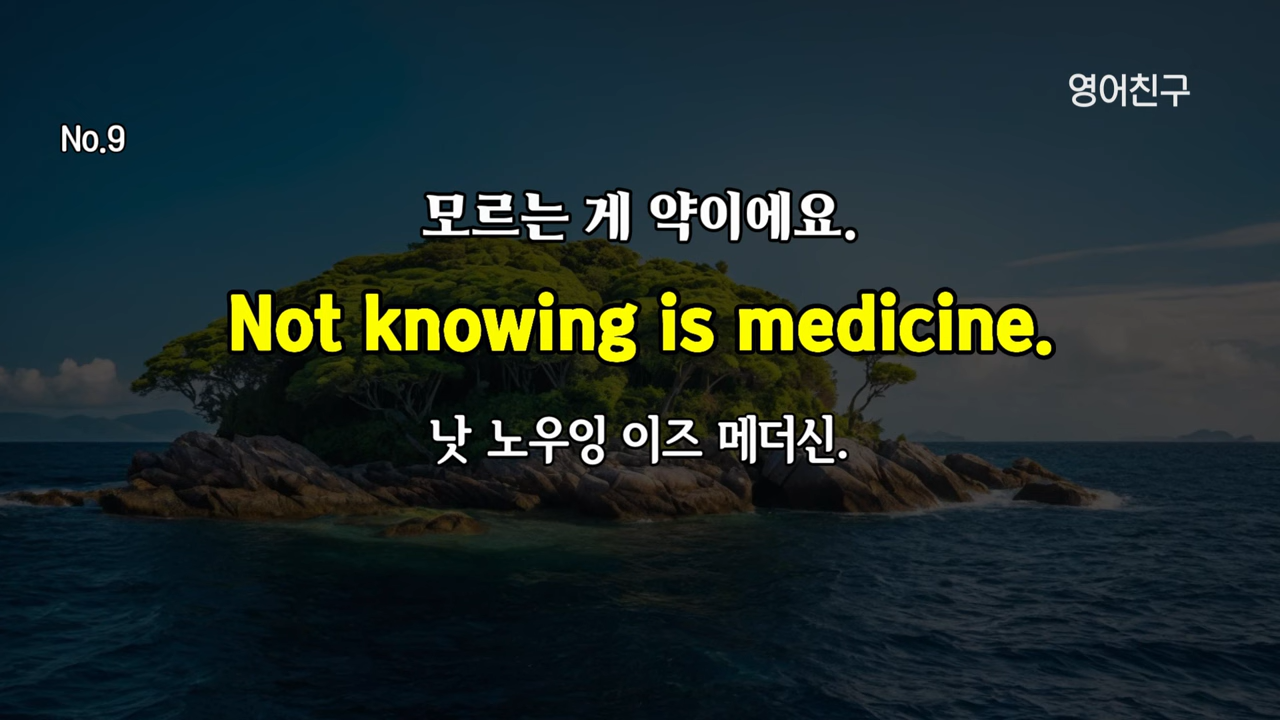 영어친구
No.9
모르는 게 약이에요.
Not knowing is medicine.
낫 노우잉 이즈 메더신.